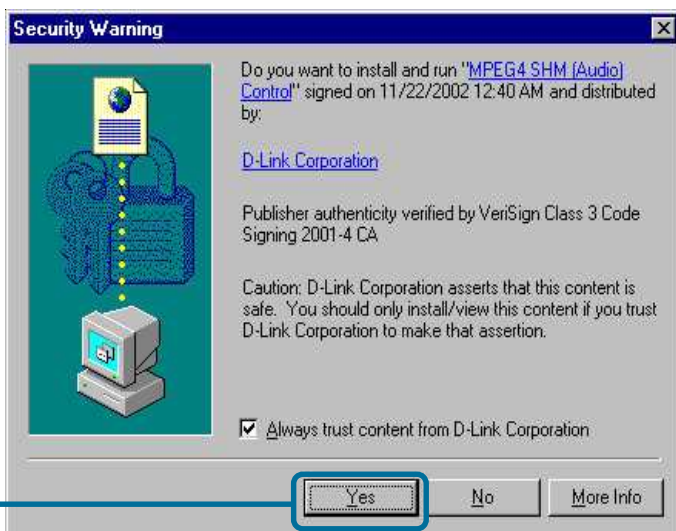 Security Warning
Do you want to install and run "MPEG4 SHM (Audio)
Control" signed on 11/22/2002 12:40 AM and distributed
by:
D-Link Corporation
Publisher authenticity verified by VeriSign Class 3 Code
Signing 2001-4 CA
Caution: D-Link Corporation asserts that this content is
safe. You should only install/view this content if you trust
D-Link Corporation to make that assertion.
Always trust content from D-Link Corporation
Yes No More Info